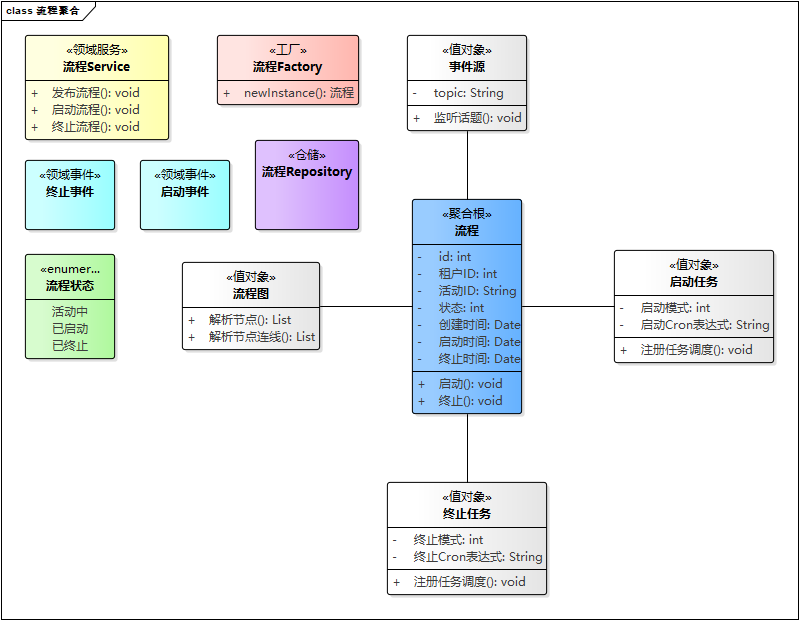 class 流程聚合
«领域服务»
流程Service
+ 发布流程(): void
+ 启动流程(): void
+ 终止流程(): void
«工厂»
流程Factory
+ newInstance(): 流程
«值对象»
事件源
- topic: String
+ 监听话题(): void
«领域事件»
终止事件
«领域事件»
启动事件
«仓储»
流程Repository
«聚合根»
流程
- id: int
- 租户ID: int
- 活动ID: String
- 状态: int
- 创建时间: Date
- 启动时间: Date
- 终止时间: Date
+ 启动(): void
+ 终止(): void
«enumer...
流程状态
活动中
已启动
已终止
«值对象»
流程图
+ 解析节点(): List
+ 解析节点连线(): List
«值对象»
启动任务
- 启动模式: int
- 启动Cron表达式: String
+ 注册任务调度(): void
«值对象»
终止任务
- 终止模式: int
- 终止Cron表达式: String
+ 注册任务调度(): void